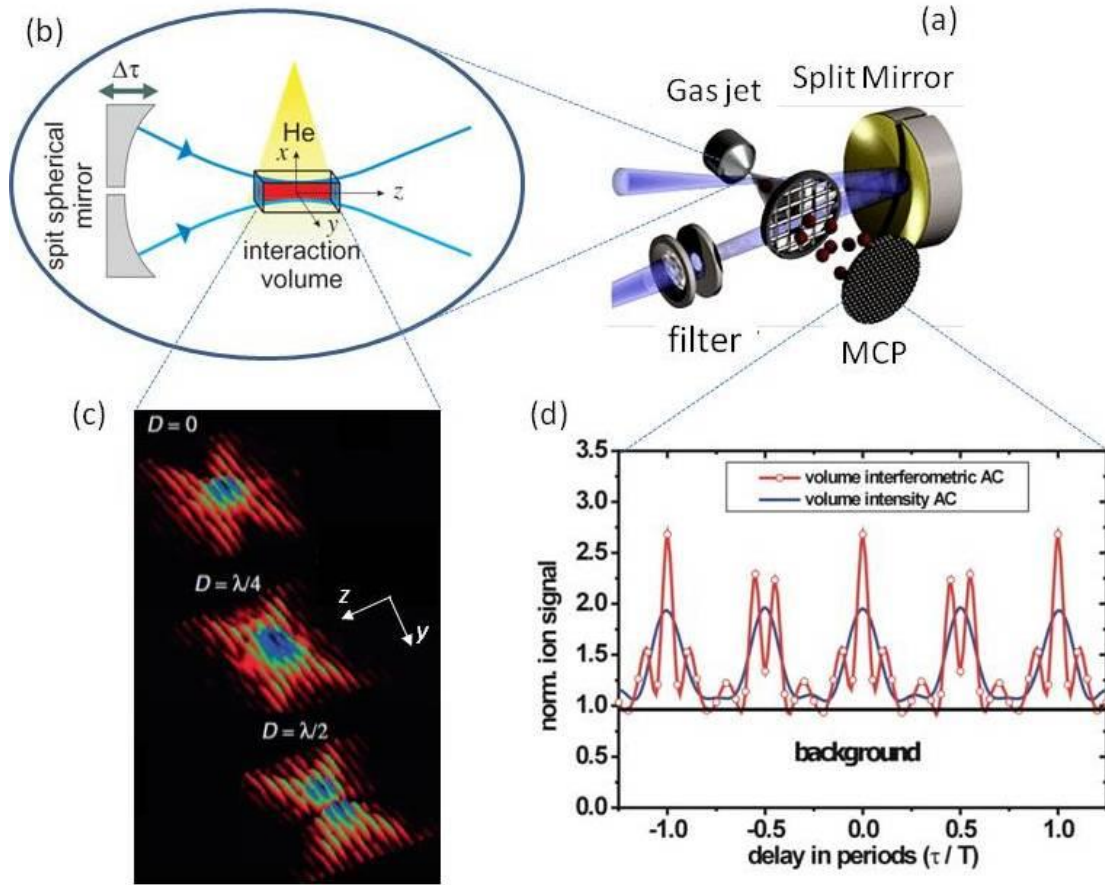 (b)
Δτ
spit spherical
mirror
He
x
z
y
interaction
volume
(a)
Gas jet
Split Mirror
filter
MCP
(c)
D = 0
D = λ/4
z
y
D = λ/2
(d)
norm. ion signal
3.5
3.0
2.5
2.0
1.5
1.0
0.5
0.0
volume interferometric AC
volume intensity AC
background
-1.0
-0.5
0.0
0.5
1.0
delay in periods (τ / T)